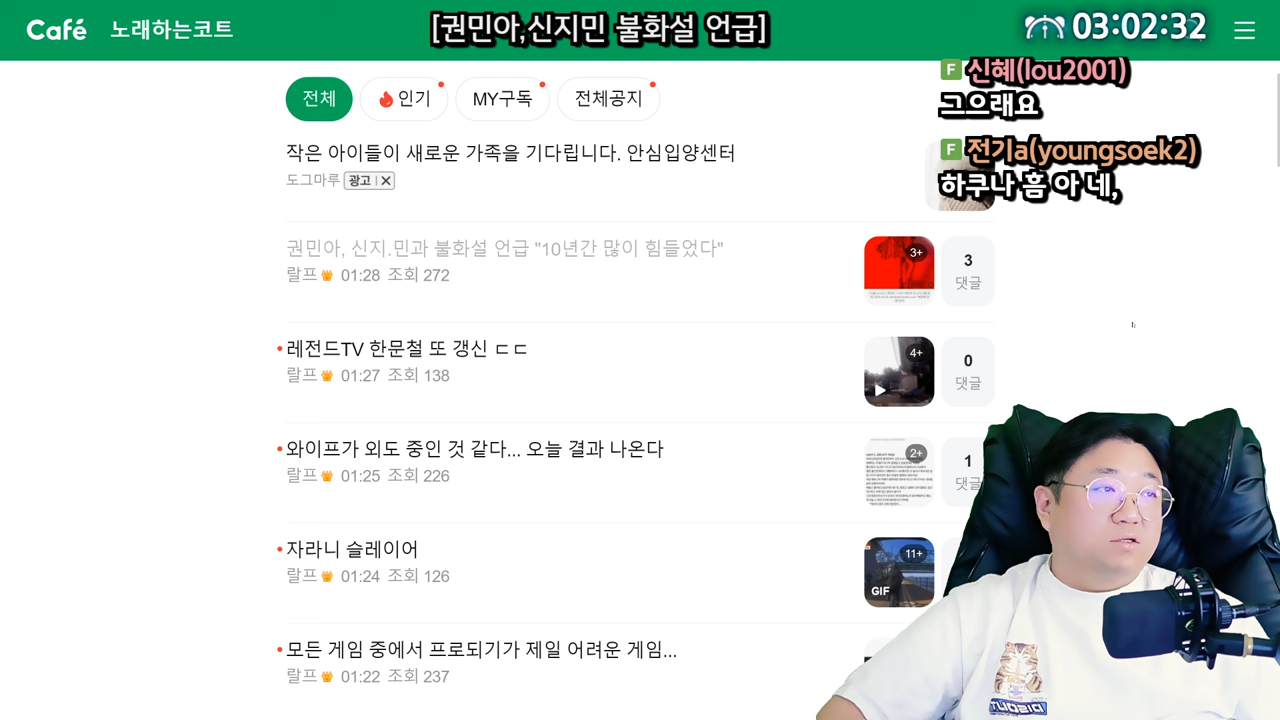 Café 노래하는코트
[권민아,신지민 불화설 언급]
03:02:32
F 신혜(lou2001)
그으래요
F 전기a(youngsoek2)
하쿠나 흠 아 네,
전체
인기
MY구독
전체공지
작은 아이들이 새로운 가족을 기다립니다. 안심입양센터
도그마루 광고 X
권민아, 신지.민과 불화설 언급 "10년간 많이 힘들었다"
랄프 01:28 조회 272
3+
3
댓글
레전드TV 한문철 또 갱신 ㄷㄷ
랄프 01:27 조회 138
4+
0
댓글
와이프가 외도 중인 것 같다... 오늘 결과 나온다
랄프 01:25 조회 226
2+
1
댓글
자라니 슬레이어
랄프 01:24 조회 126
11+
GIF
모든 게임 중에서 프로되기가 제일 어려운 게임...
랄프 01:22 조회 237